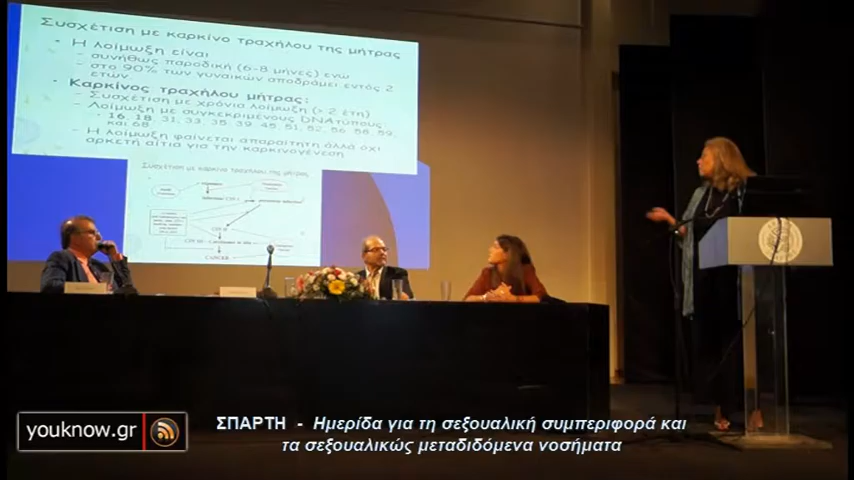 Συσχέτιση με καρκίνο τραχήλου της μήτρας
• Η λοίμωξη είναι
– συνήθως παροδική (6-8 μήνες) ενώ
– στο 90% των γυναικών αποδράμει εντός 2
ετών.
• Καρκίνος τραχήλου μήτρας:
– Συσχέτιση με χρόνια λοίμωξη (> 2 έτη)
– Λοίμωξη με συγκεκριμένους DNAτύπους
• 16, 18, 31, 33, 35, 39, 45, 51, 52, 56, 58, 59,
και 68
– Η λοίμωξη φαίνεται απαραίτητη αλλά όχι
αρκετή αιτία για την καρκινογένεση
Συσχέτιση με καρκίνο τραχήλου της μήτρας
CANCER
youknow.gr
ΣΠΑΡΤΗ - Ημερίδα για τη σεξουαλική συμπεριφορά και
τα σεξουαλικώς μεταδιδόμενα νοσήματα